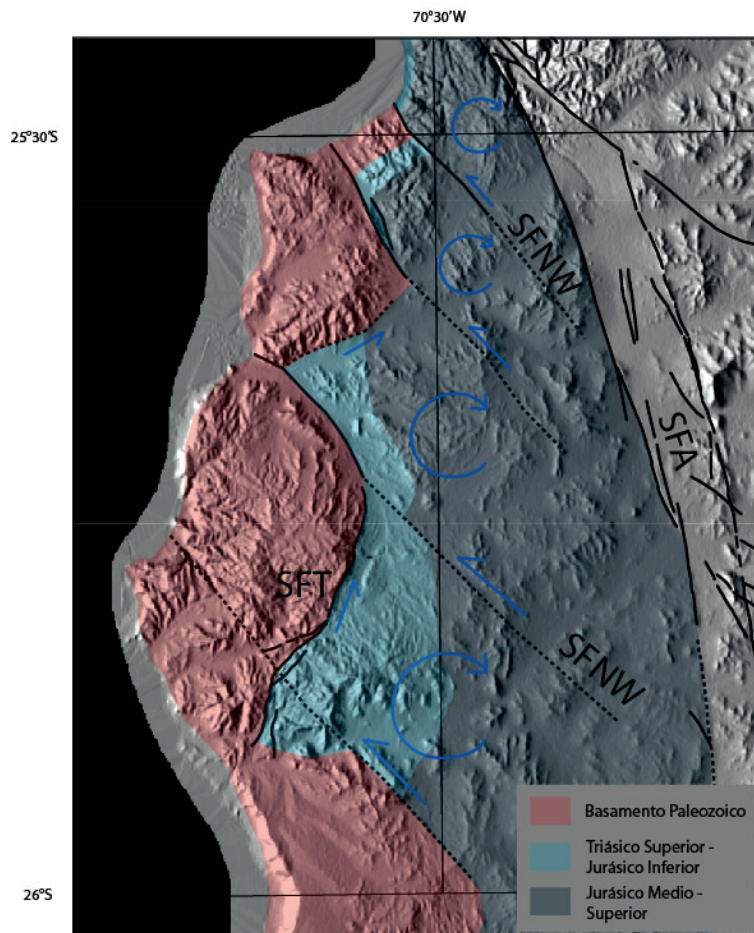 70°30'W
25°30'S
SFNW
SFA
SFT
SFNW
Basamento Paleozoico
Triásico Superior -
Jurásico Inferior
Jurásico Medio -
Superior
26°S